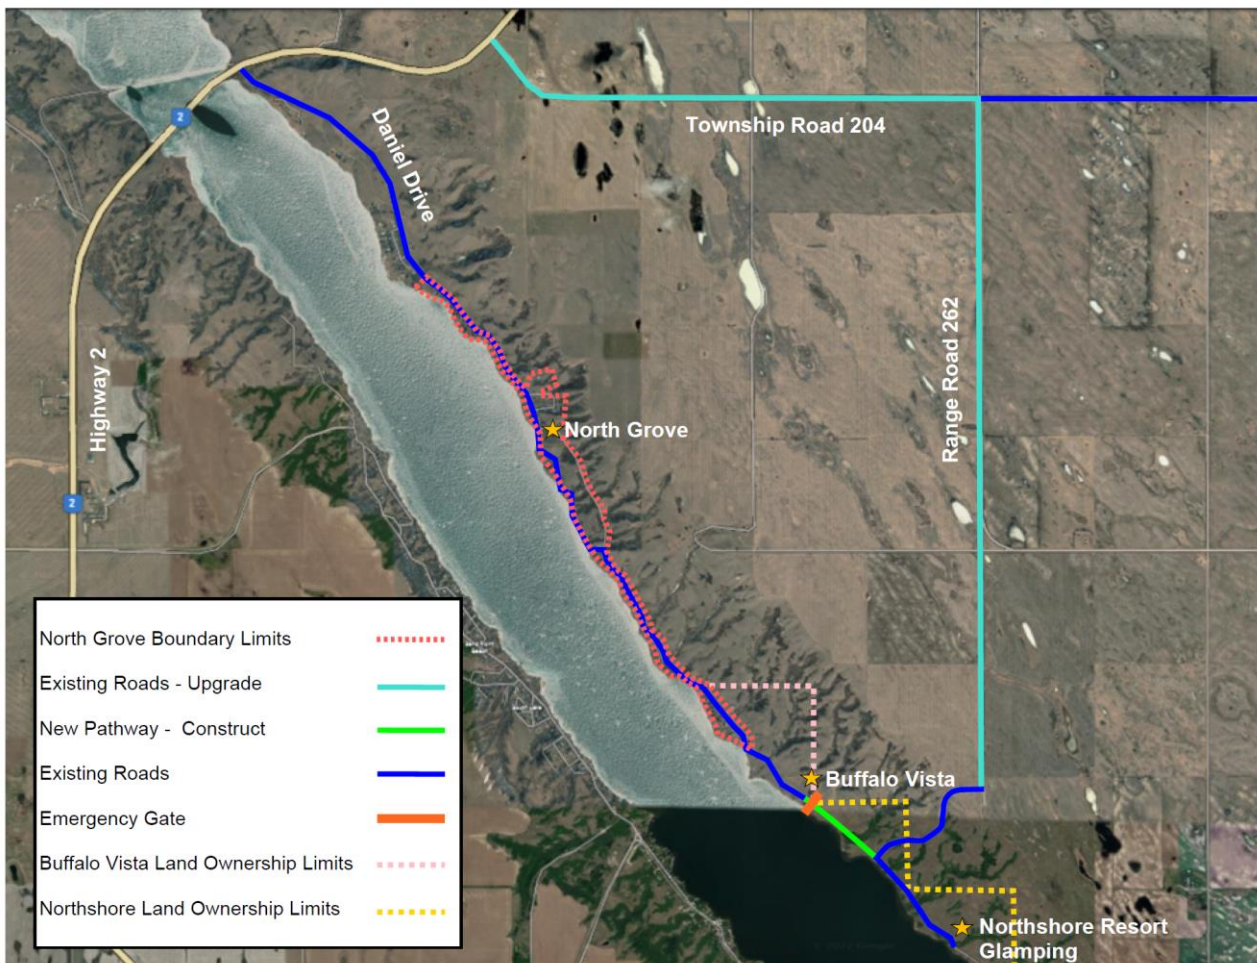 2
Township Road 204
Daniel Drive
Highway 2
Range Road 262
North Grove
2
North Grove Boundary Limits
Existing Roads - Upgrade
New Pathway - Construct
Existing Roads
Emergency Gate
Buffalo Vista Land Ownership Limits
Northshore Land Ownership Limits
Buffalo Vista
Northshore Resort
Glamping